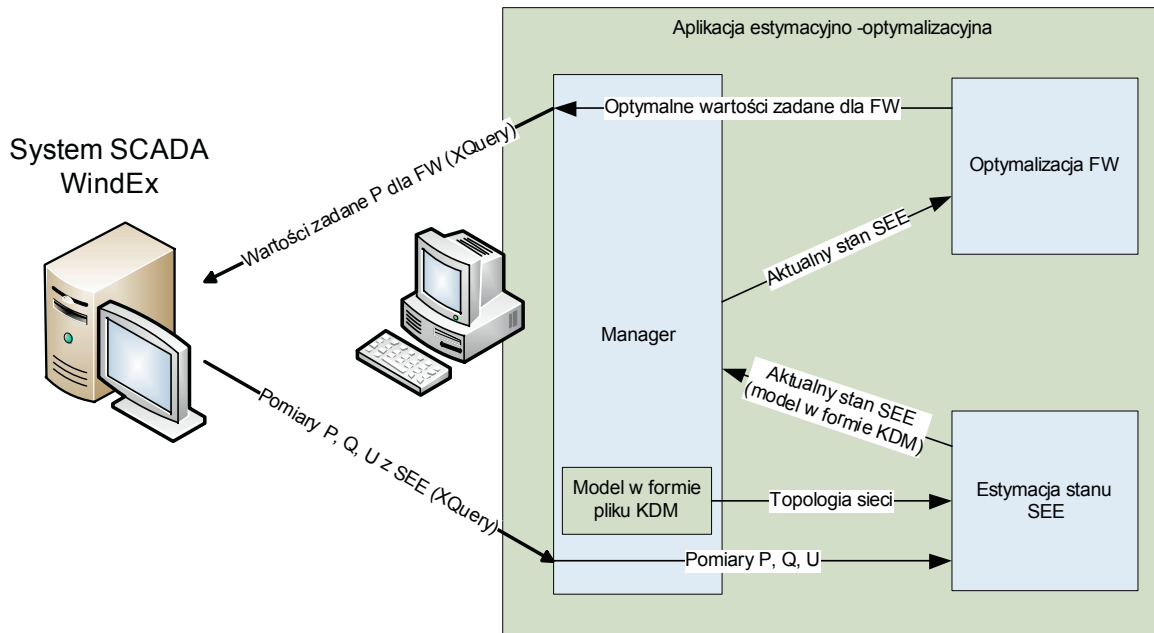 Aplikacja estymacyjno -optymalizacyjna
System SCADA
WindEx
Wartości zadane P dla FW (XQuery)
Optymalne wartości zadane dla FW
Optymalizacja FW
Aktualny stan SEE
Manager
Aktualny stan SEE
(model w formie KDM)
Pomiary P, Q, U z SEE (XQuery)
Model w formie
pliku KDM
Topologia sieci
Estymacja stanu
SEE
Pomiary P, Q, U